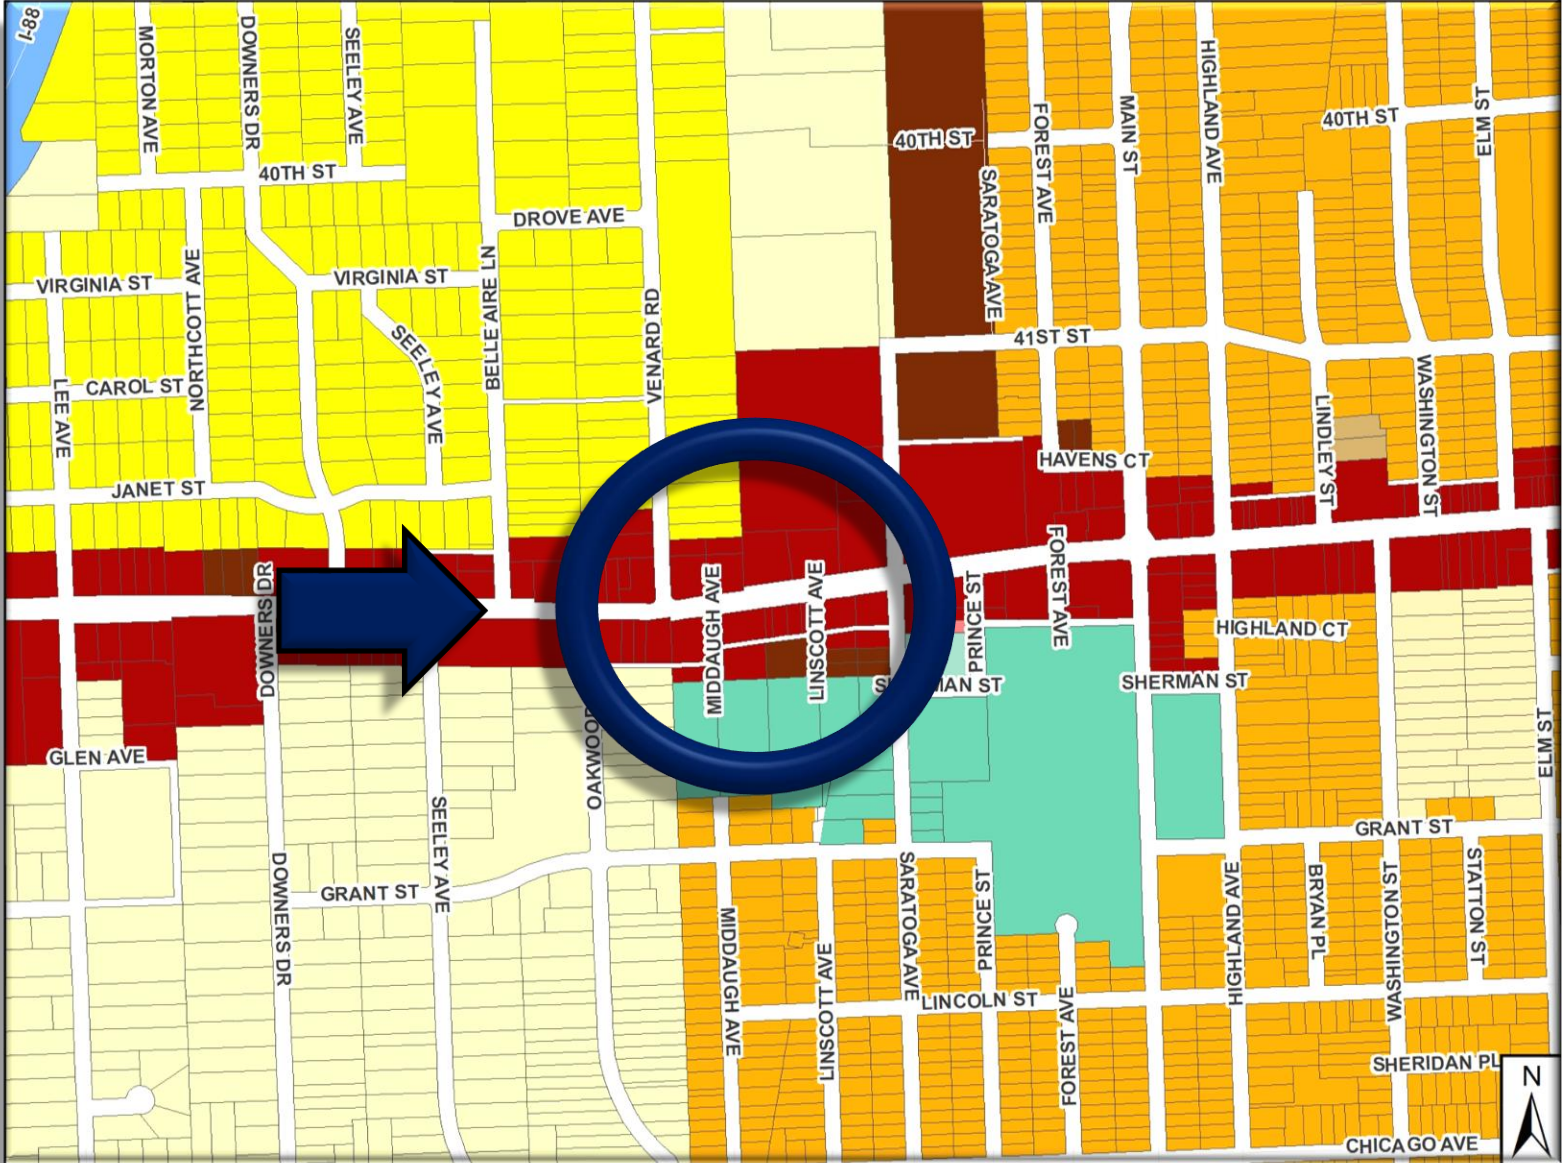 I-88
MORTON AVE
DOWNERS DR
SEELEY AVE
40TH ST
DROVE AVE
VIRGINIA ST
NORTHCOTT AVE
VIRGINIA ST
SEELEY AVE
BELLE AIRE LN
VENARD RD
LEE AVE
CAROL ST
JANET ST
40TH ST
SARATOGA AVE
FOREST AVE
MAIN ST
HIGHLAND AVE
40TH ST
ELM ST
41ST ST
HAVENS CT
LINDLEY ST
WASHINGTON ST
DOWNERS DR
MIDDAUGH AVE
LINSCOTT AVE
PRINCE ST
FOREST AVE
HIGHLAND CT
SHERMAN ST
GLEN AVE
OAKWOOD
ELM ST
SEELEY AVE
DOWNERS DR
GRANT ST
GRANT ST
MIDDAUGH AVE
LINSCOTT AVE
SARATOGA AVE
PRINCE ST
LINCOLN ST
FOREST AVE
HIGHLAND AVE
BRYAN PL
WASHINGTON ST
STATTON ST
SHERIDAN PL
CHICAGO AVE
N